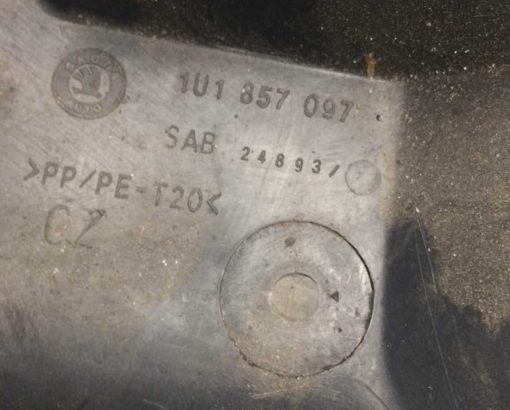 1U1 857 097
SAB 24893/
>PP/PE-T20<
CZ